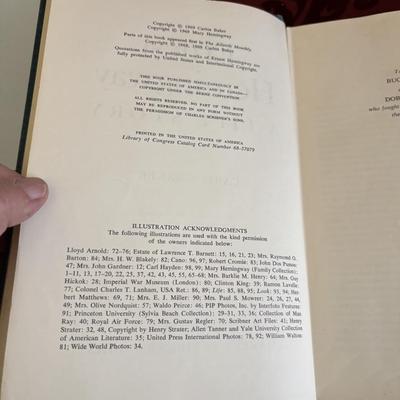 Copyright © 1969 Carlos Baker
Copyright © 1969 Mary Hemingway
Parts of this book appeared first in The Atlantic Monthly,
Copyright © 1968, 1969 Carlos Baker
Quotations from the published works of Ernest Hemingway are
fully protected by United States and International Copyright.
THIS BOOK PUBLISHED SIMULTANEOUSLY IN
THE UNITED STATES OF AMERICA AND IN CANADA—
COPYRIGHT UNDER THE BERNE CONVENTION
ALL RIGHTS RESERVED. NO PART OF THIS BOOK
MAY BE REPRODUCED IN ANY FORM WITHOUT
THE PERMISSION OF CHARLES SCRIBNER'S SONS.
PRINTED IN THE UNITED STATES OF AMERICA
Library of Congress Catalog Card Number 68-57079
ILLUSTRATION ACKNOWLEDGMENTS
The following illustrations are used with the kind permission
of the owners indicated below:
Lloyd Arnold: 72–76; Estate of Lawrence T. Barnett: 15, 16, 21; Mrs. Raymond G.
Barton: 84; Mrs. H. W. Blakely: 82; Cano: 96, 97; Robert Cromie: 83; John Dos Passos:
47; Mrs. John Gardner: 12; Carl Hayden: 98, 99; Mary Hemingway (Family Collection):
1–11, 13, 17–20, 22, 23, 25, 27, 37, 42, 43, 45, 55, 65–68; Mrs. Barklie M. Henry: 64; Guy
Hickok: 28; Imperial War Museum (London): 80; Clinton King: 39; Ramon Lavelle:
77; Colonel Charles T. Lanham, USA Ret.: 86, 89; Life: 85, 88, 95; Look: 93, 94; Her-
bert Matthews: 69, 71; Mrs. E. J. Miller: 90; Mrs. Paul S. Mowrer: 24, 26, 27, 44,
49; Mrs. Olive Nordquist: 57; Waldo Peirce: 46; PIP Photos, Inc. by Interfoto Features:
91; Princeton University (Sylvia Beach Collection): 29–31, 33, 36; Collection of Man
Ray: 40; Royal Air Force: 79; Mrs. Gustav Regler: 70; Scribner Art Files: 41; Henry
Strater: 32, 48, Copyright by Henry Strater; Allen Tanner and Yale University Collection
of American Literature: 35; United Press International Photos: 78, 92; William Walton:
81; Wide World Photos: 34.
BUC
DOR
who fought